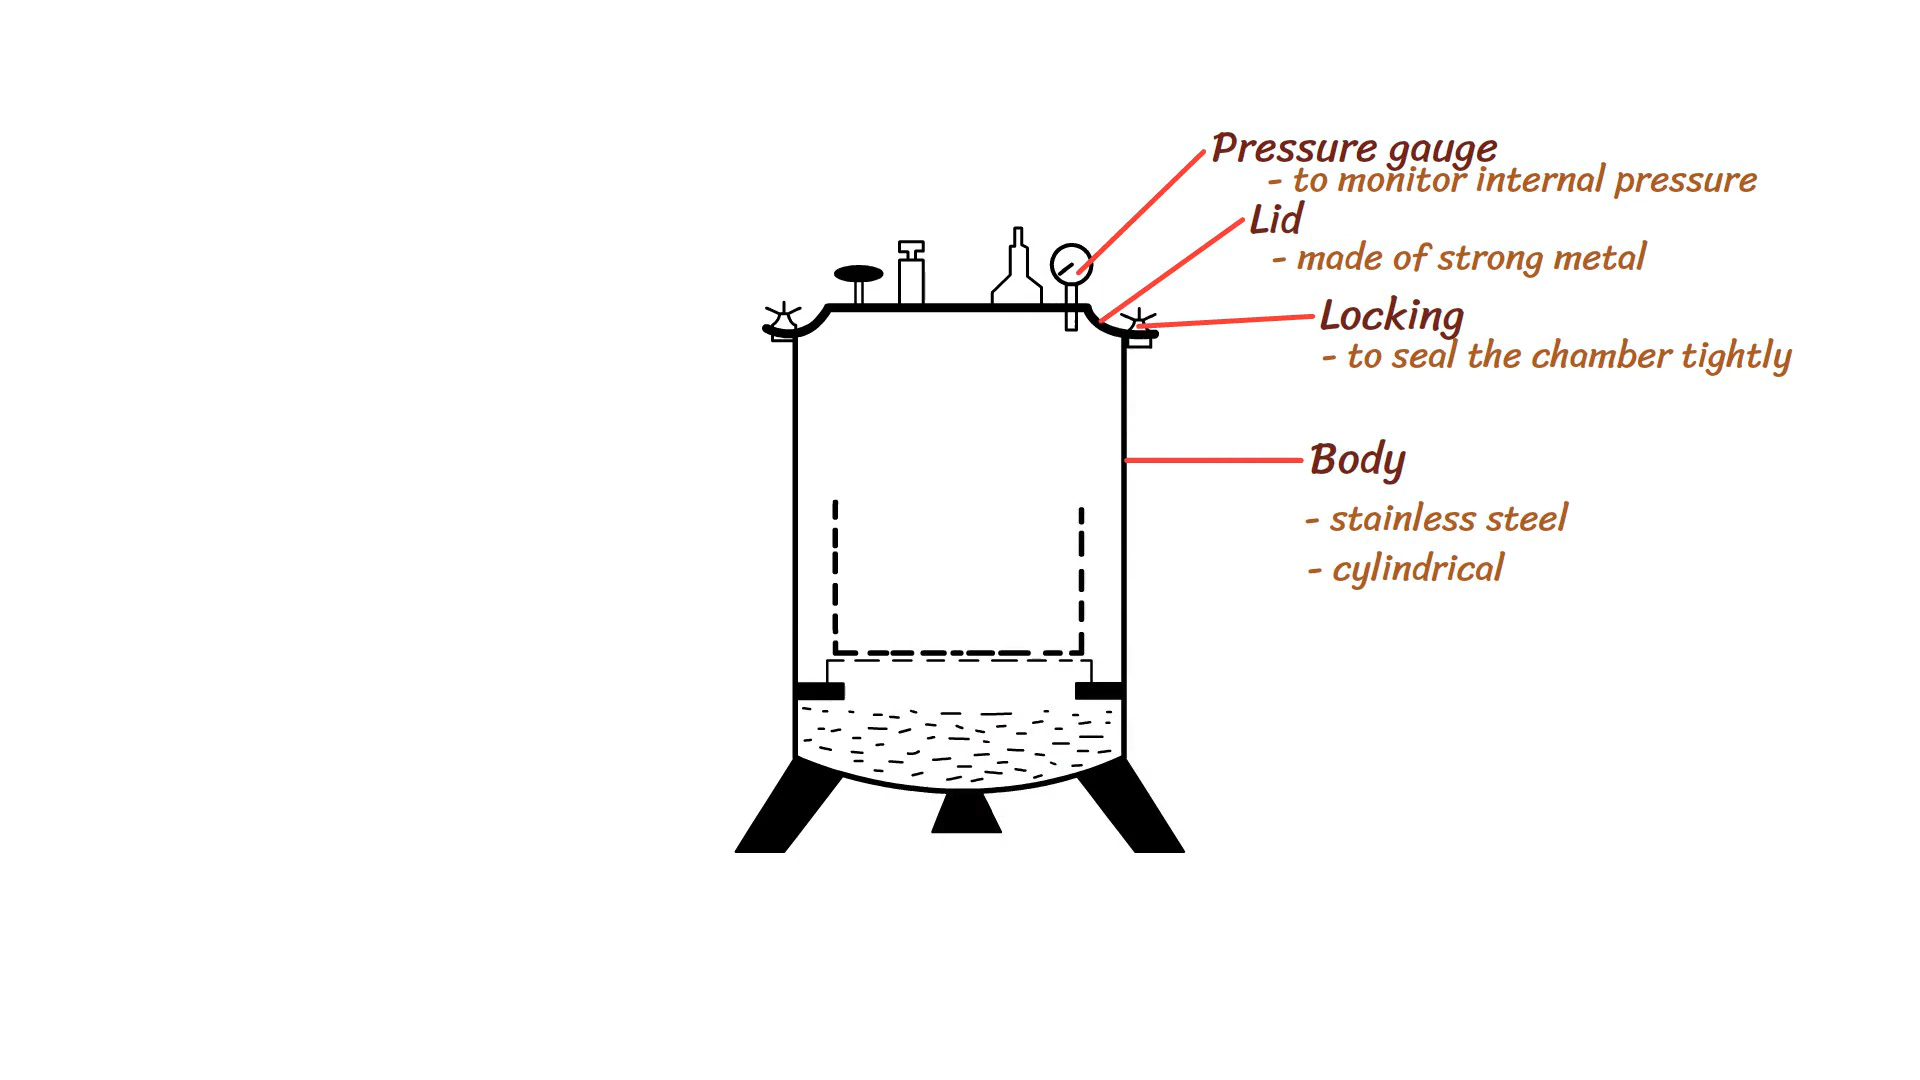 Pressure gauge
- to monitor internal pressure
Lid
- made of strong metal
Locking
- to seal the chamber tightly
Body
- stainless steel
- cylindrical